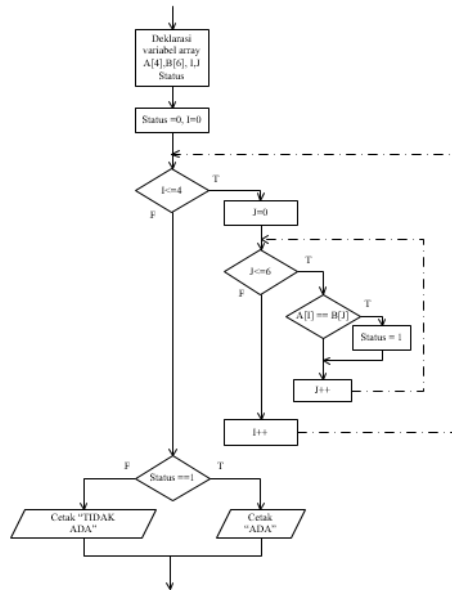 Deklarasi
variabel array
A[4],B[6], I,J
Status
Status =0, I=0
I<=4
T
F
J=0
J<=6
T
F
A[I] == B[J]
T
Status = 1
J++
I++
F
Status ==1
T
Cetak “TIDAK
ADA”
Cetak
“ADA”